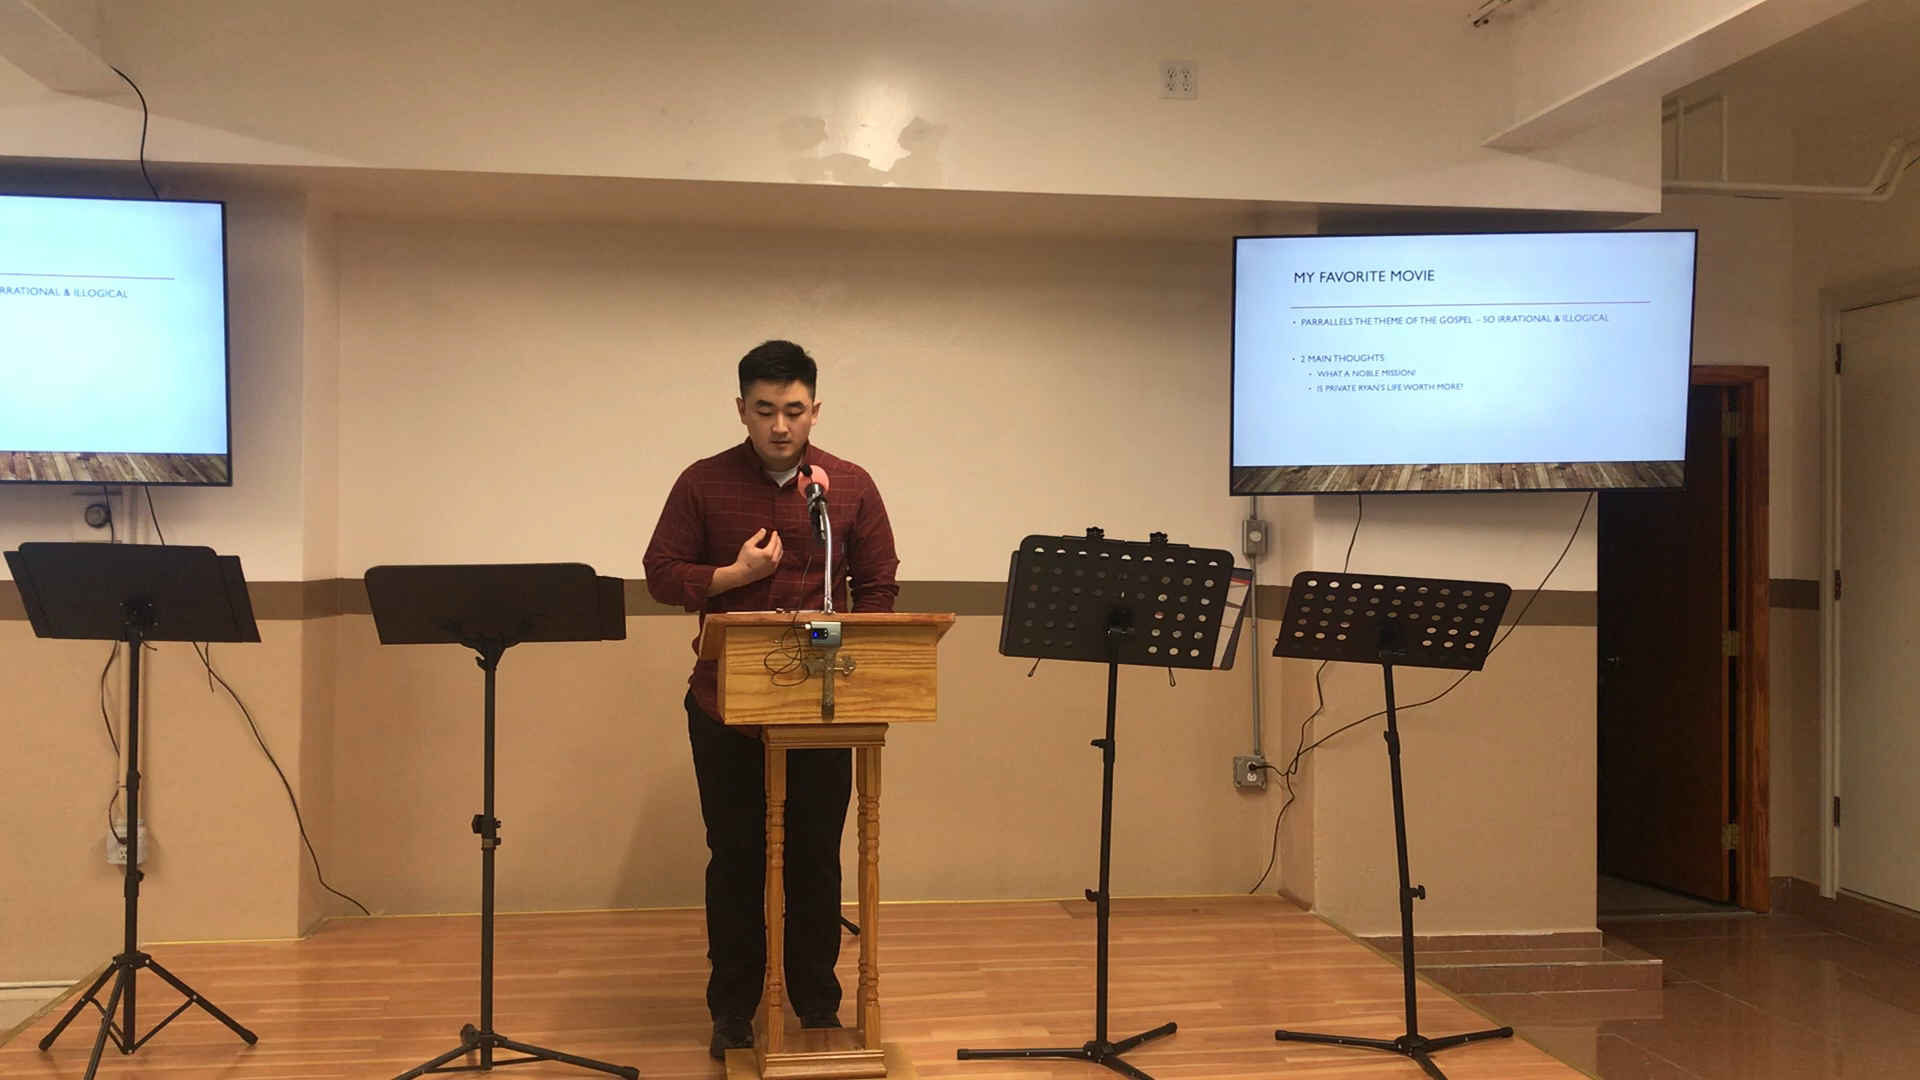 RRATIONAL & ILLOGICAL
MY FAVORITE MOVIE
• PARRALLELS THE THEME OF THE GOSPEL – SO IRRATIONAL & ILLOGICAL
• 2 MAIN THOUGHTS:
• WHAT A NOBLE MISSION!
• IS PRIVATE RYAN'S LIFE WORTH MORE?